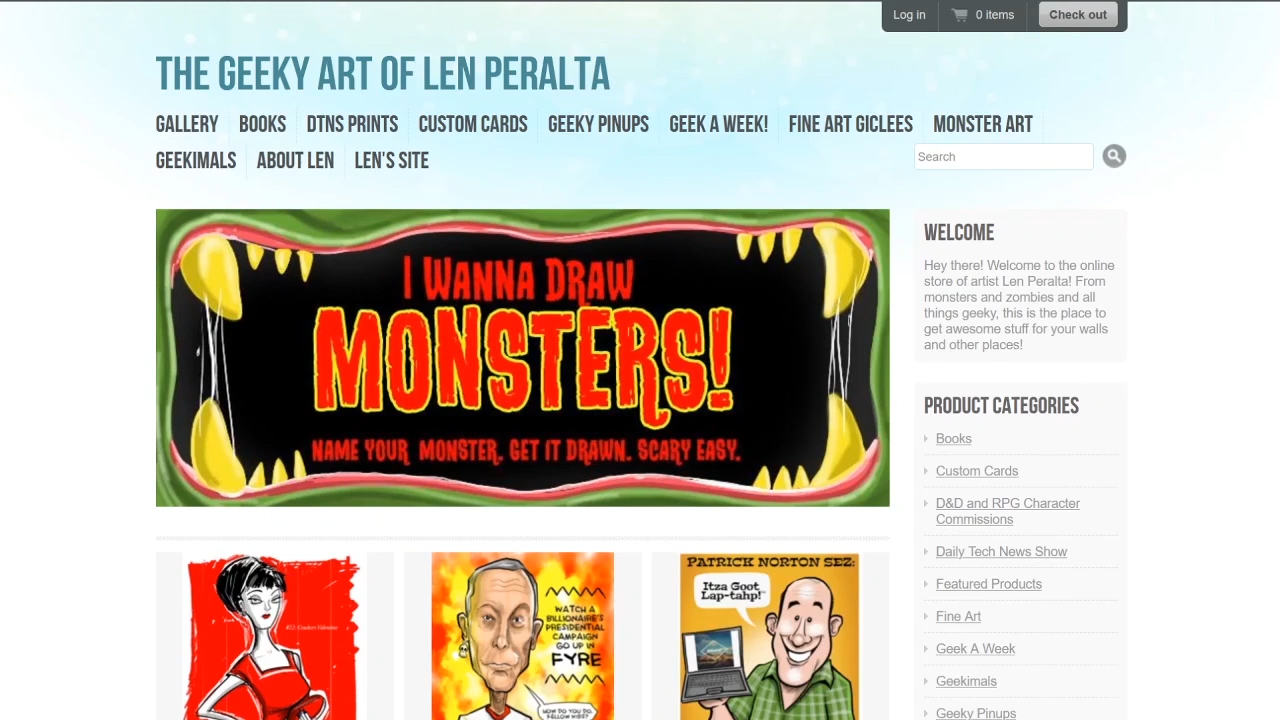 Log in
0 items
Check out
THE GEEKY ART OF LEN PERALTA
GALLERY BOOKS DTNS PRINTS CUSTOM CARDS GEEKY PINUPS GEEK A WEEK! FINE ART GICLEES MONSTER ART
GEEKIMALS ABOUT LEN LEN'S SITE
Search
I WANNA DRAW
MONSTERS!
NAME YOUR MONSTER. GET IT DRAWN. SCARY EASY.
WELCOME
Hey there! Welcome to the online
store of artist Len Peralta! From
monsters and zombies and all
things geeky, this is the place to
get awesome stuff for your walls
and other places!
PRODUCT CATEGORIES
Books
Custom Cards
D&D and RPG Character
Commissions
Daily Tech News Show
Featured Products
Fine Art
Geek A Week
Geekimals
Geeky Pinups
WATCH A
BILLIONAIRE'S
PRESIDENTIAL
CAMPAIGN
GO UP IN
FYRE
HOW DO YOU DO,
FELLOW KIDS?
PATRICK NORTON SEZ:
Itza Goot
Lap-tahp!